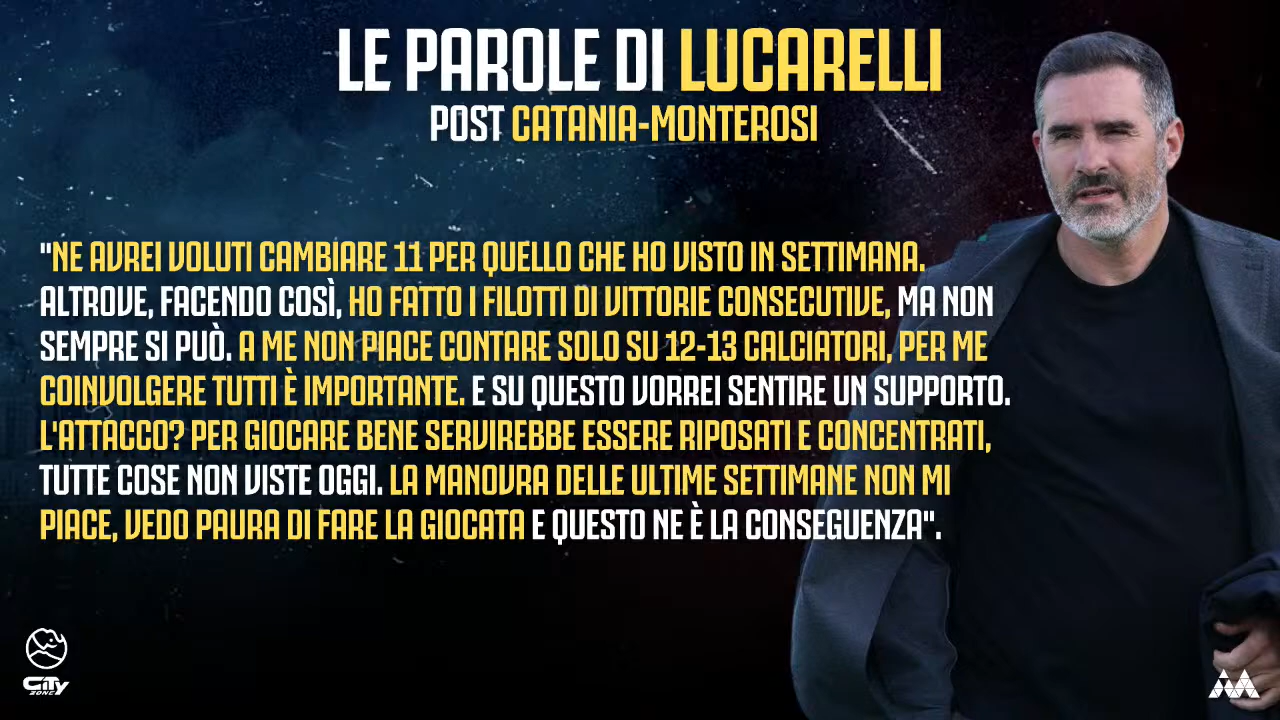 LE PAROLE DI LUCARELLI
POST CATANIA-MONTEROSI
"NE AVREI VOLUTI CAMBIARE 11 PER QUELLO CHE HO VISTO IN SETTIMANA.
ALTROVE, FACENDO COSÌ, HO FATTO I FILOTTI DI VITTORIE CONSECUTIVE, MA NON
SEMPRE SI PUÒ. A ME NON PIACE CONTARE SOLO SU 12-13 CALCIATORI, PER ME
COINVOLGERE TUTTI È IMPORTANTE. E SU QUESTO VORREI SENTIRE UN SUPPORTO.
L'ATTACCO? PER GIOCARE BENE SERVIREBBE ESSERE RIPOSATI E CONCENTRATI,
TUTTE COSE NON VISTE OGGI. LA MANOVRA DELLE ULTIME SETTIMANE NON MI
PIACE, VEDO PAURA DI FARE LA GIOCATA E QUESTO NE È LA CONSEGUENZA".
CITY
ZONE